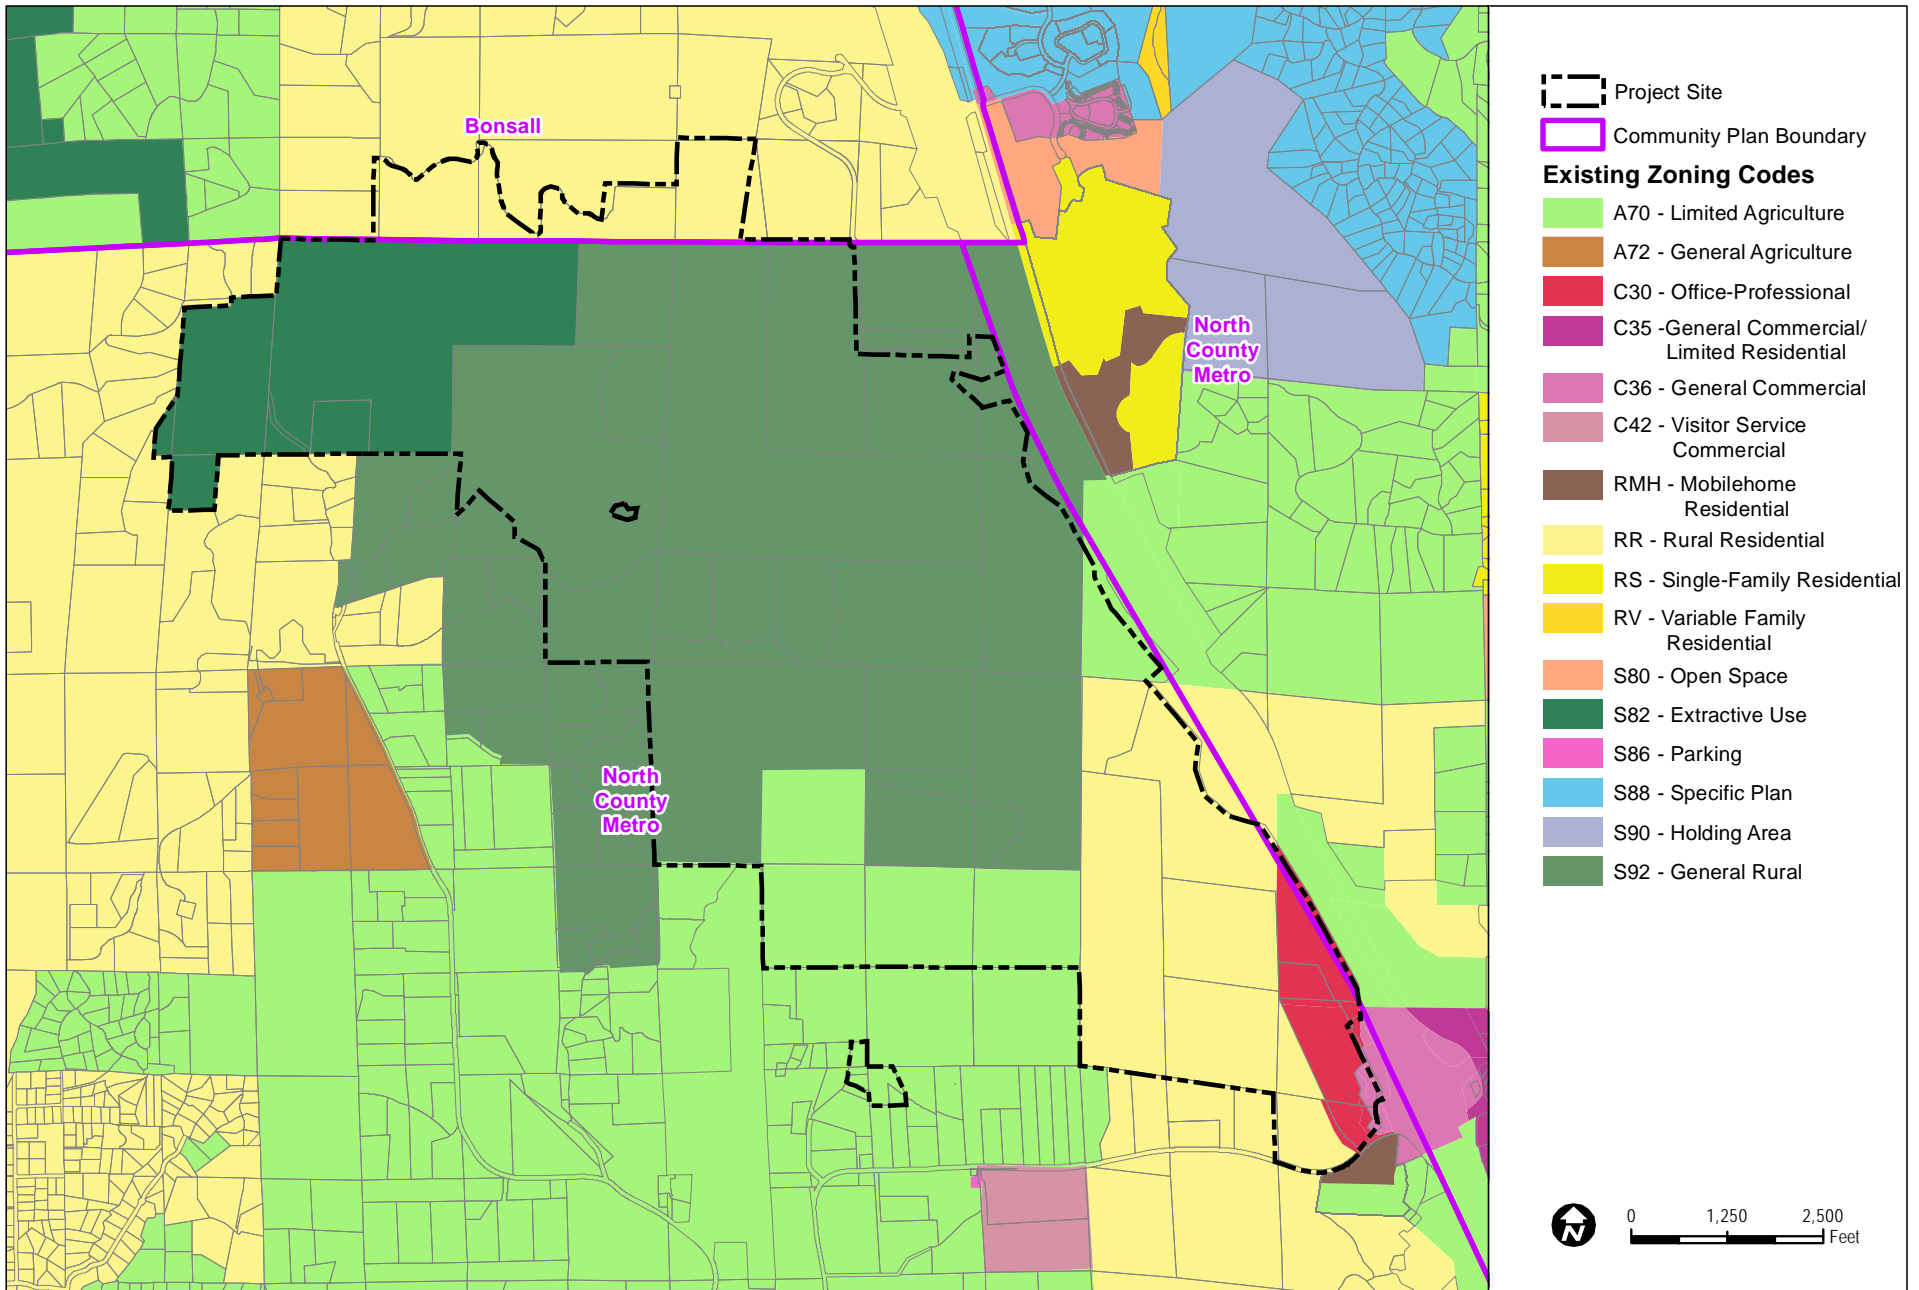 Bonsall
North
County
Metro
North
County
Metro
Project Site
Community Plan Boundary
Existing Zoning Codes
A70 - Limited Agriculture
A72 - General Agriculture
C30 - Office-Professional
C35 -General Commercial/
Limited Residential
C36 - General Commercial
C42 - Visitor Service
Commercial
RMH - Mobilehome
Residential
RR - Rural Residential
RS - Single-Family Residential
RV - Variable Family
Residential
S80 - Open Space
S82 - Extractive Use
S86 - Parking
S88 - Specific Plan
S90 - Holding Area
S92 - General Rural
N
0 1,250 2,500
Feet